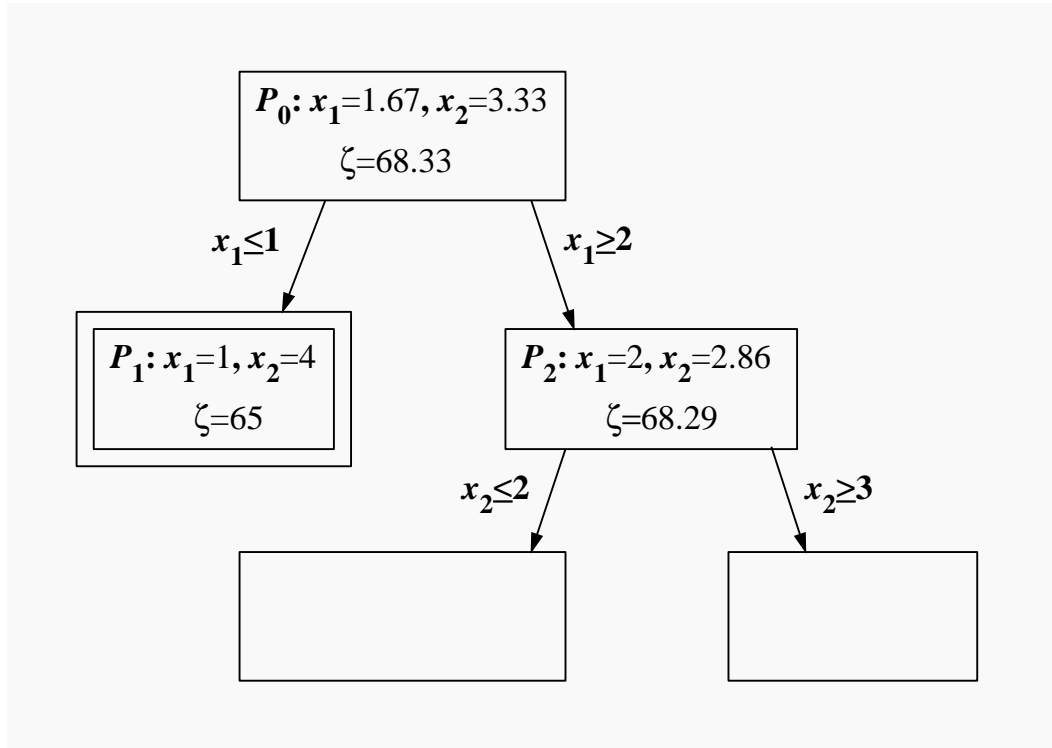 P0: x1=1.67, x2=3.33
ζ=68.33
x1≤1
x1≥2
P1: x1=1, x2=4
ζ=65
P2: x1=2, x2=2.86
ζ=68.29
x2≤2
x2≥3